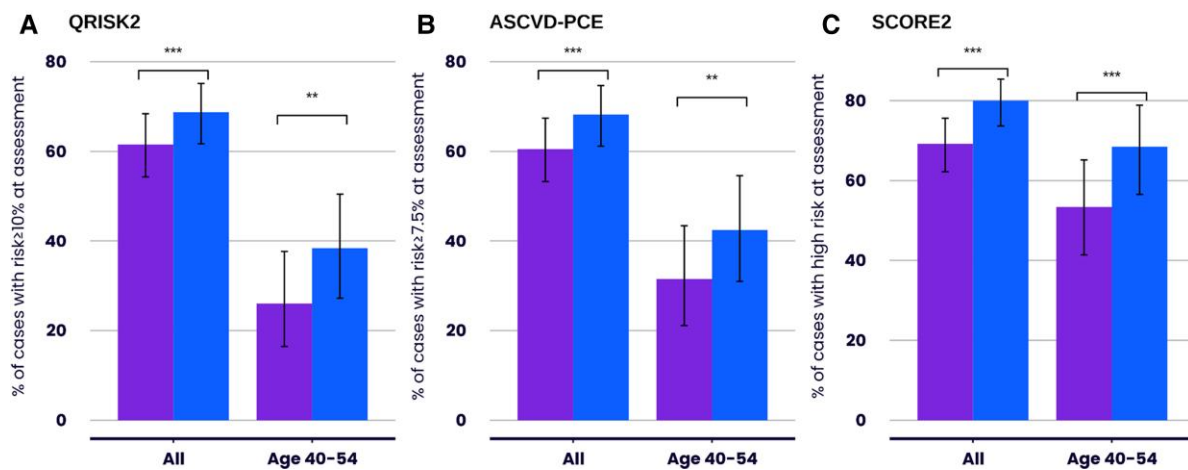 A QRISK2
% of cases with risk≥10% at assessment
80
60
40
20
0
***
**
All Age 40-54
B ASCVD-PCE
% of cases with risk≥7.5% at assessment
80
60
40
20
0
***
**
All Age 40-54
C SCORE2
% of cases with high risk at assessment
80
60
40
20
0
***
***
All Age 40-54